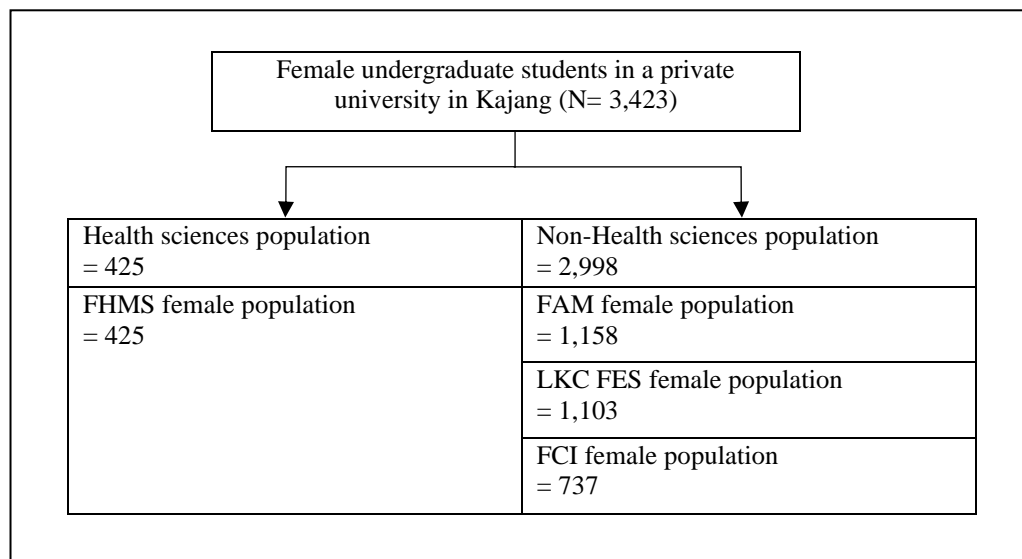 Female undergraduate students in a private
university in Kajang (N= 3,423)
Health sciences population
= 425
Non-Health sciences population
= 2,998
FHMS female population
= 425
FAM female population
= 1,158
LKC FES female population
= 1,103
FCI female population
= 737